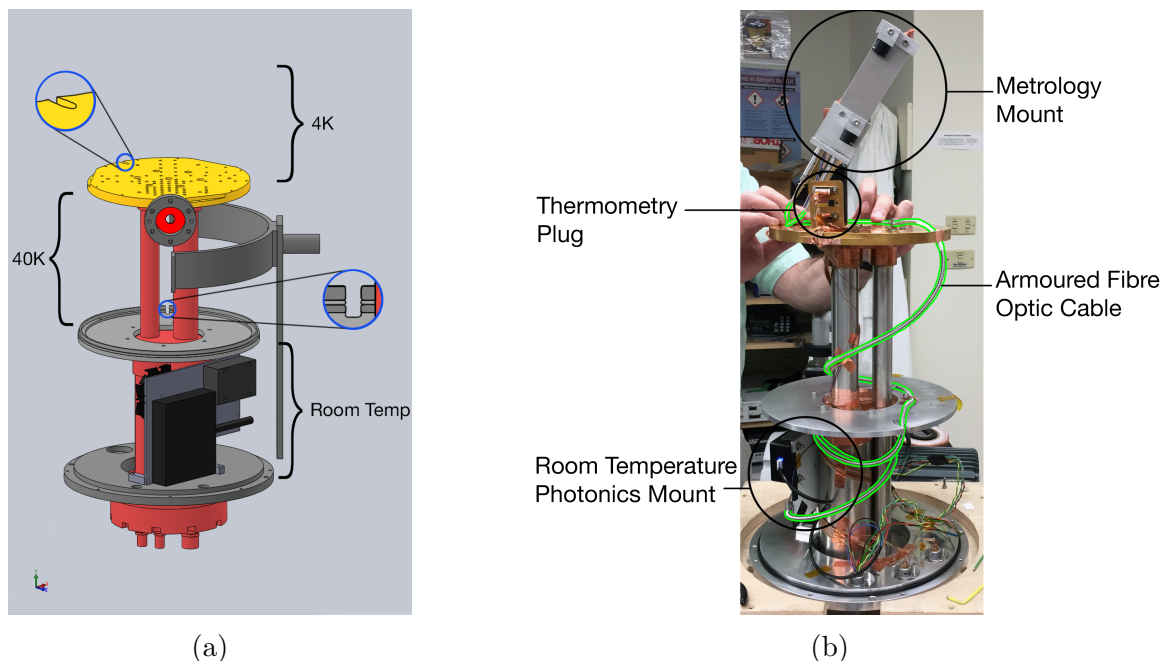 4K
40K
Room Temp
(a)
Metrology
Mount
Thermometry
Plug
Armoured Fibre
Optic Cable
Room Temperature
Photonics Mount
(b)